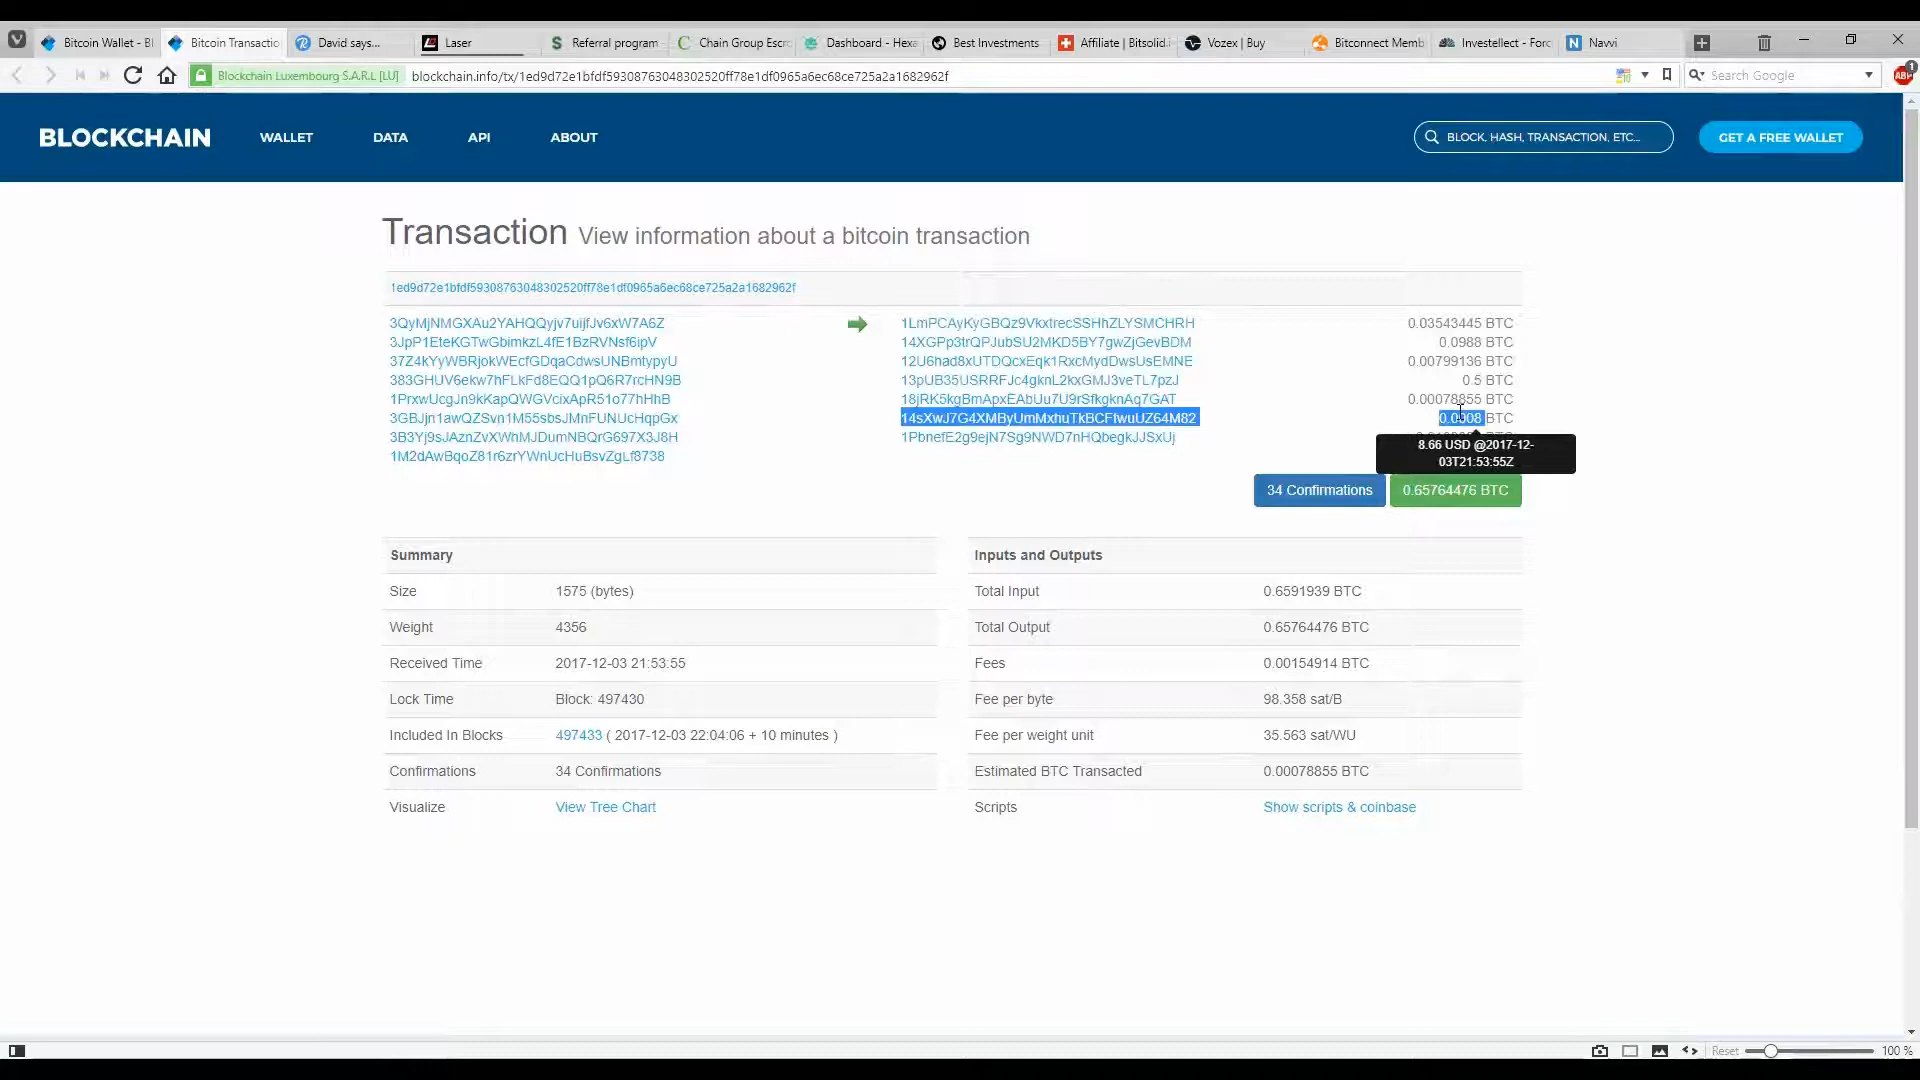 Bitcoin Wallet - Bl
Bitcoin Transactio
David says...
Laser
Referral program
Chain Group Escr
Dashboard - Hexa
Best Investments
Affiliate | Bitsolid.i
Vozex | Buy
Bitconnect Memb
Investellect - Forc
Navvi
Blockchain Luxembourg S.A.R.L [LU]
blockchain.info/tx/1ed9d72e1bfdf59308763048302520ff78e1df0965a6ec68ce725a2a1682962f
Search Google
ABP
1
BLOCKCHAIN
WALLET
DATA
API
ABOUT
BLOCK, HASH, TRANSACTION, ETC...
GET A FREE WALLET
Transaction View information about a bitcoin transaction
1ed9d72e1bfdf59308763048302520ff78e1df0965a6ec68ce725a2a1682962f
3QyMjNMGXAu2YAHQQyjv7uijfJv6xW7A6Z
1LmPCAyKyGBQz9VkxtrecSSHhZLYSMCHRH
0.03543445 BTC
3JpP1EteKGTwGbimkzL4fE1BzRVNsf6ipV
14XGPp3trQPJubSU2MKD5BY7gwZjGevBDM
0.0988 BTC
37Z4kYyWBRjokWEcfGDqaCdwsUNBmtypyU
12U6had8xUTDQcxEqk1RxcMydDwsUsEMNE
0.00799136 BTC
383GHUV6ekw7hFLkFd8EQQ1pQ6R7rcHN9B
13pUB35USRRFJc4gknL2kxGMJ3veTL7pzJ
0.5 BTC
1PrxwUcgJn9kKapQWGVcixApR51o77hHhB
18jRK5kgBmApxEAbUu7U9rSfkgknAq7GAT
0.00078855 BTC
3GBJjn1awQZSvn1M55sbsJMnFUNUcHqpGx
14sXwJ7G4XMByUmMxhuTkBCFfwuUZ64M82
0.0008 BTC
3B3Yj9sJAznZvXWhMJDumNBQrG697X3J8H
1PbnefE2g9ejN7Sg9NWD7nHQbegkJJSxUj
1M2dAwBqoZ81r6zrYWnUcHuBsvZgLf8738
8.66 USD @2017-12-
03T21:53:55Z
34 Confirmations
0.65764476 BTC
Summary
Size 1575 (bytes)
Weight 4356
Received Time 2017-12-03 21:53:55
Lock Time Block: 497430
Included In Blocks 497433 ( 2017-12-03 22:04:06 + 10 minutes )
Confirmations 34 Confirmations
Visualize View Tree Chart
Inputs and Outputs
Total Input 0.6591939 BTC
Total Output 0.65764476 BTC
Fees 0.00154914 BTC
Fee per byte 98.358 sat/B
Fee per weight unit 35.563 sat/WU
Estimated BTC Transacted 0.00078855 BTC
Scripts Show scripts & coinbase
Reset
100 %